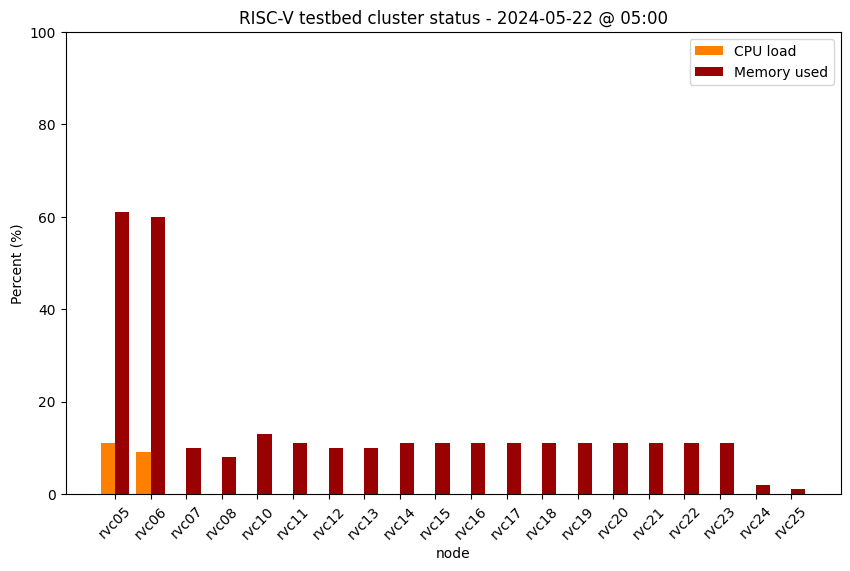 RISC-V testbed cluster status - 2024-05-22 @ 05:00
CPU load
Memory used
Percent (%)
100
80
60
40
20
0
rvc05
rvc06
rvc07
rvc08
rvc10
rvc11
rvc12
rvc13
rvc14
rvc15
rvc16
rvc17
rvc18
rvc19
rvc20
rvc21
rvc22
rvc23
rvc24
rvc25
node